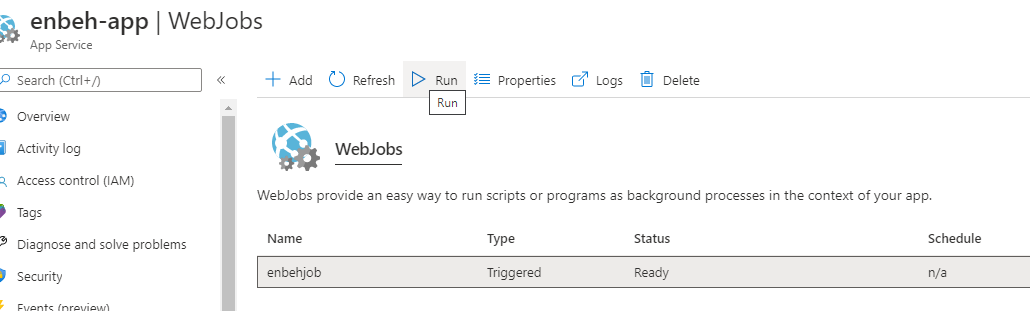 enbeh-app | WebJobs
App Service
Search (Ctrl+/)
«
Overview
Activity log
Access control (IAM)
Tags
Diagnose and solve problems
Security
Events (preview)
Add Refresh Run Properties Logs Delete
Run
WebJobs
WebJobs provide an easy way to run scripts or programs as background processes in the context of your app.
Name Type Status Schedule
enbehjob Triggered Ready n/a